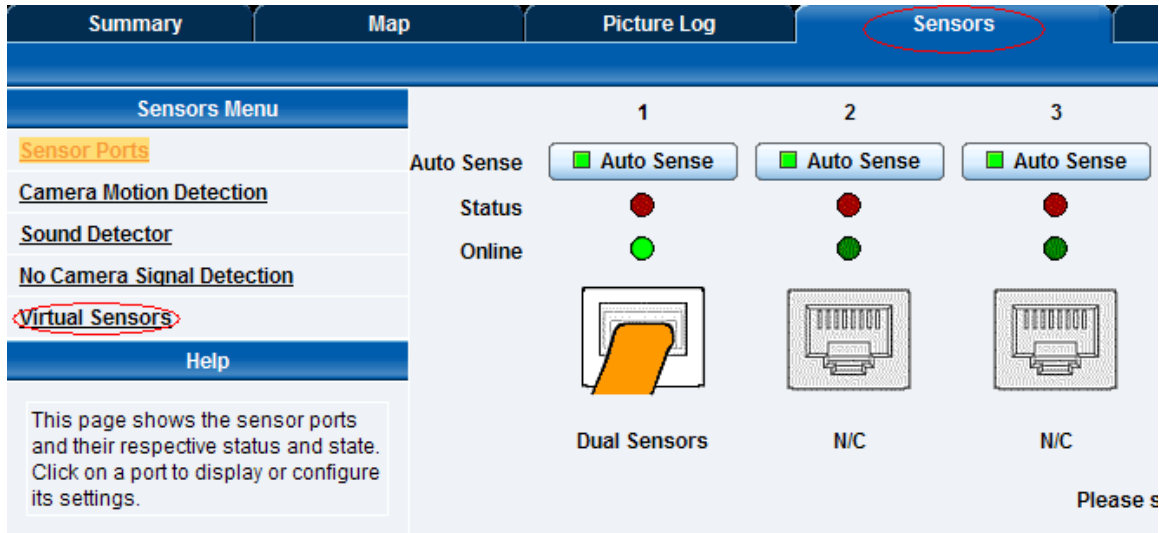 Summary
Map
Picture Log
Sensors
Sensors Menu
Sensor Ports
Camera Motion Detection
Sound Detector
No Camera Signal Detection
Virtual Sensors
Help
This page shows the sensor ports
and their respective status and state.
Click on a port to display or configure
its settings.
1 2 3
Auto Sense Auto Sense Auto Sense Auto Sense
Status
Online
Dual Sensors N/C N/C
Please